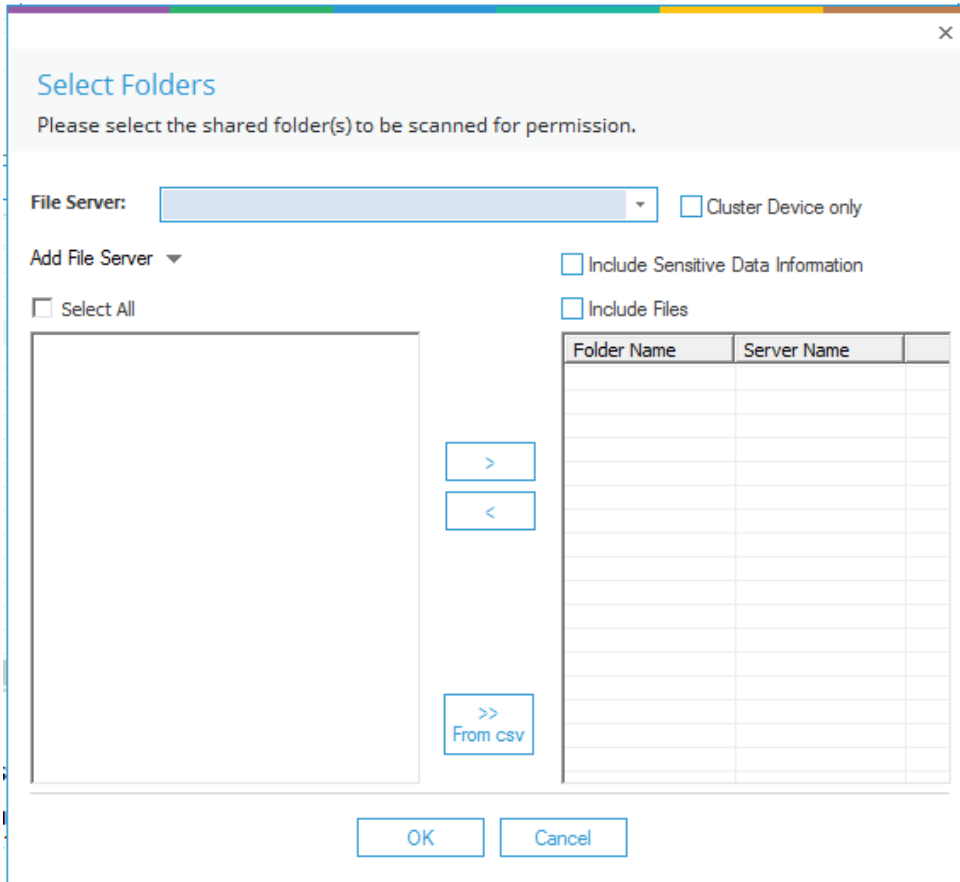 ×
Select Folders
Please select the shared folder(s) to be scanned for permission.
File Server:
Cluster Device only
Add File Server
Include Sensitive Data Information
Select All
Include Files
Folder Name Server Name
>
<
>>
From csv
OK Cancel